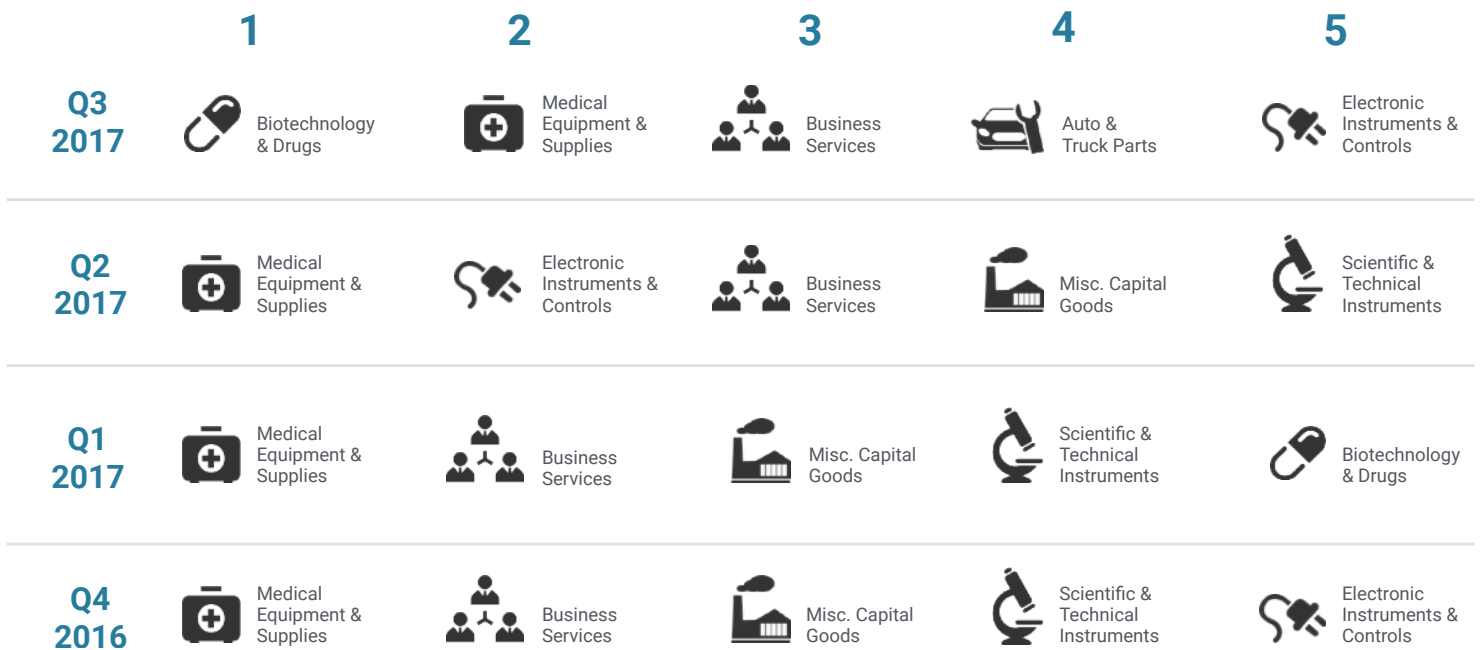 1 2 3 4 5
Q3
2017
Biotechnology
& Drugs
Medical
Equipment &
Supplies
Business
Services
Auto &
Truck Parts
Electronic
Instruments &
Controls
Q2
2017
Medical
Equipment &
Supplies
Electronic
Instruments &
Controls
Business
Services
Misc. Capital
Goods
Scientific &
Technical
Instruments
Q1
2017
Medical
Equipment &
Supplies
Business
Services
Misc. Capital
Goods
Scientific &
Technical
Instruments
Biotechnology
& Drugs
Q4
2016
Medical
Equipment &
Supplies
Business
Services
Misc. Capital
Goods
Scientific &
Technical
Instruments
Electronic
Instruments &
Controls